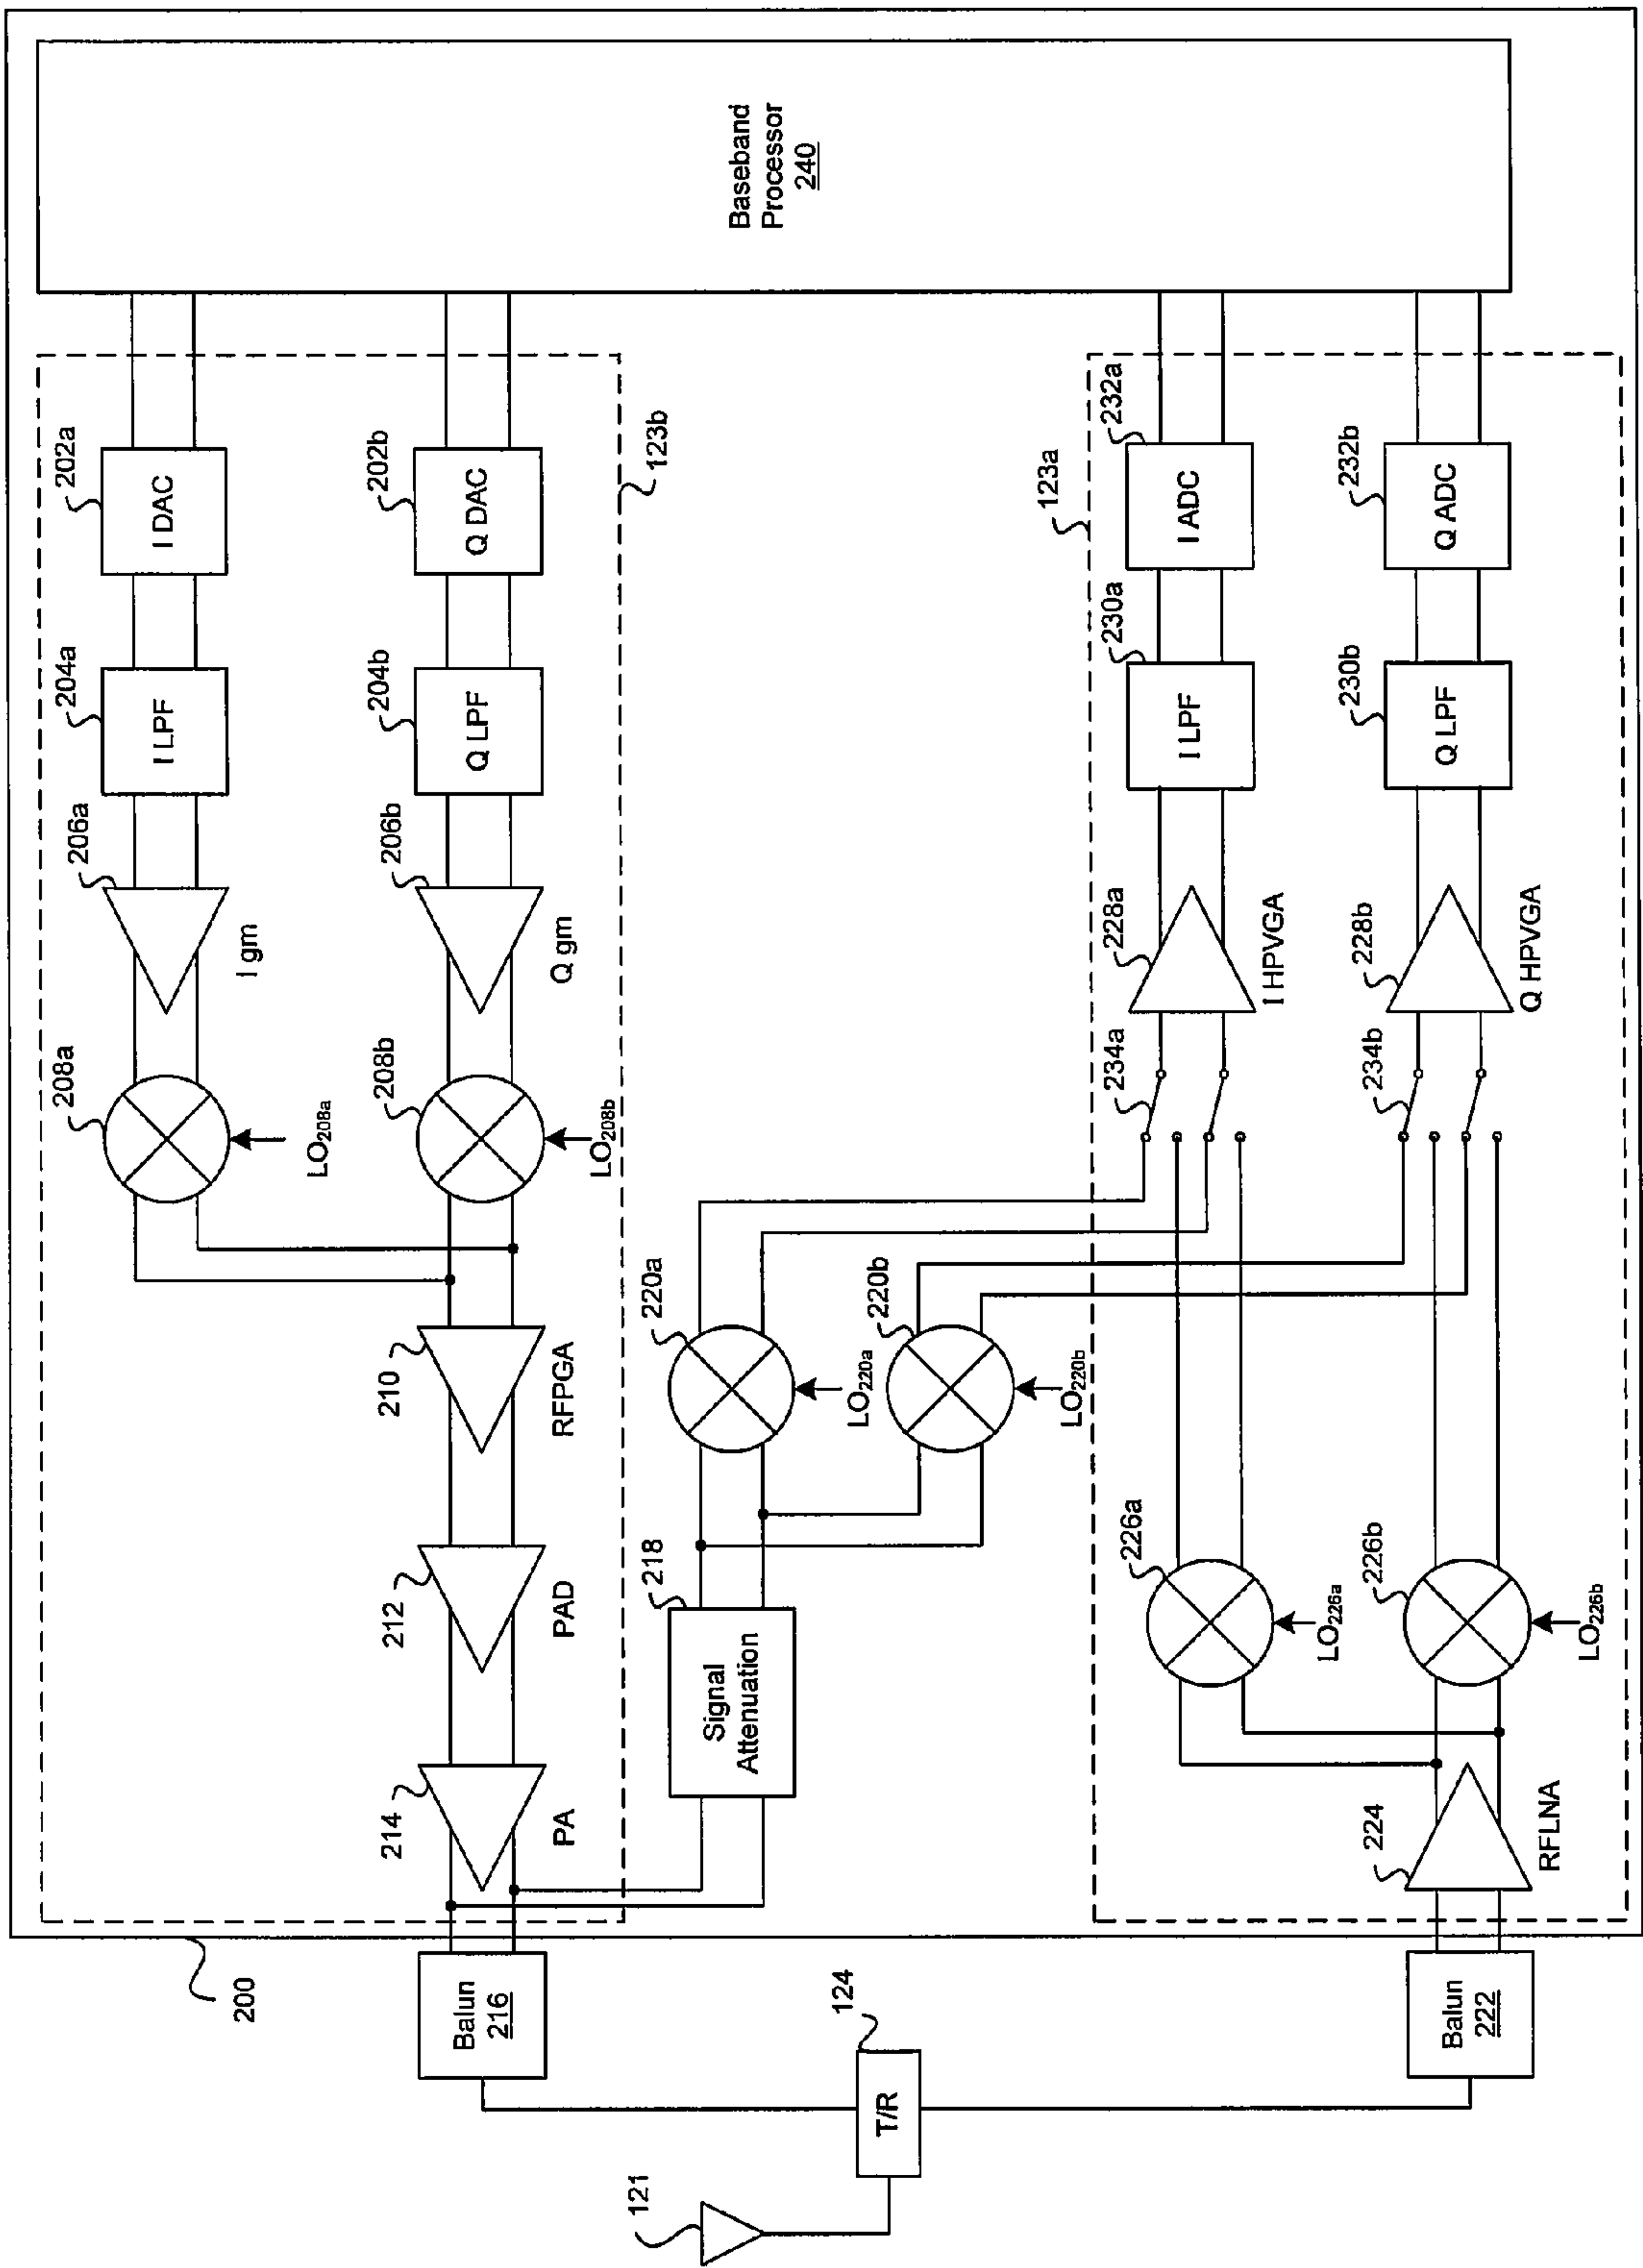 Baseband
Processor
240
202a
I DAC
204a
I LPF
206a
I gm
208a
LO208a
202b
Q DAC
204b
Q LPF
206b
Q gm
208b
LO208b
123b
210
RFPGA
212
PAD
214
PA
200
Balun
216
218
Signal
Attenuation
220a
LO220a
220b
LO220b
123a
232a
I ADC
230a
I LPF
228a
I HPVGA
234a
232b
Q ADC
230b
Q LPF
228b
Q HPVGA
234b
226a
LO226a
226b
LO226b
224
RFLNA
Balun
222
124
T/R
121